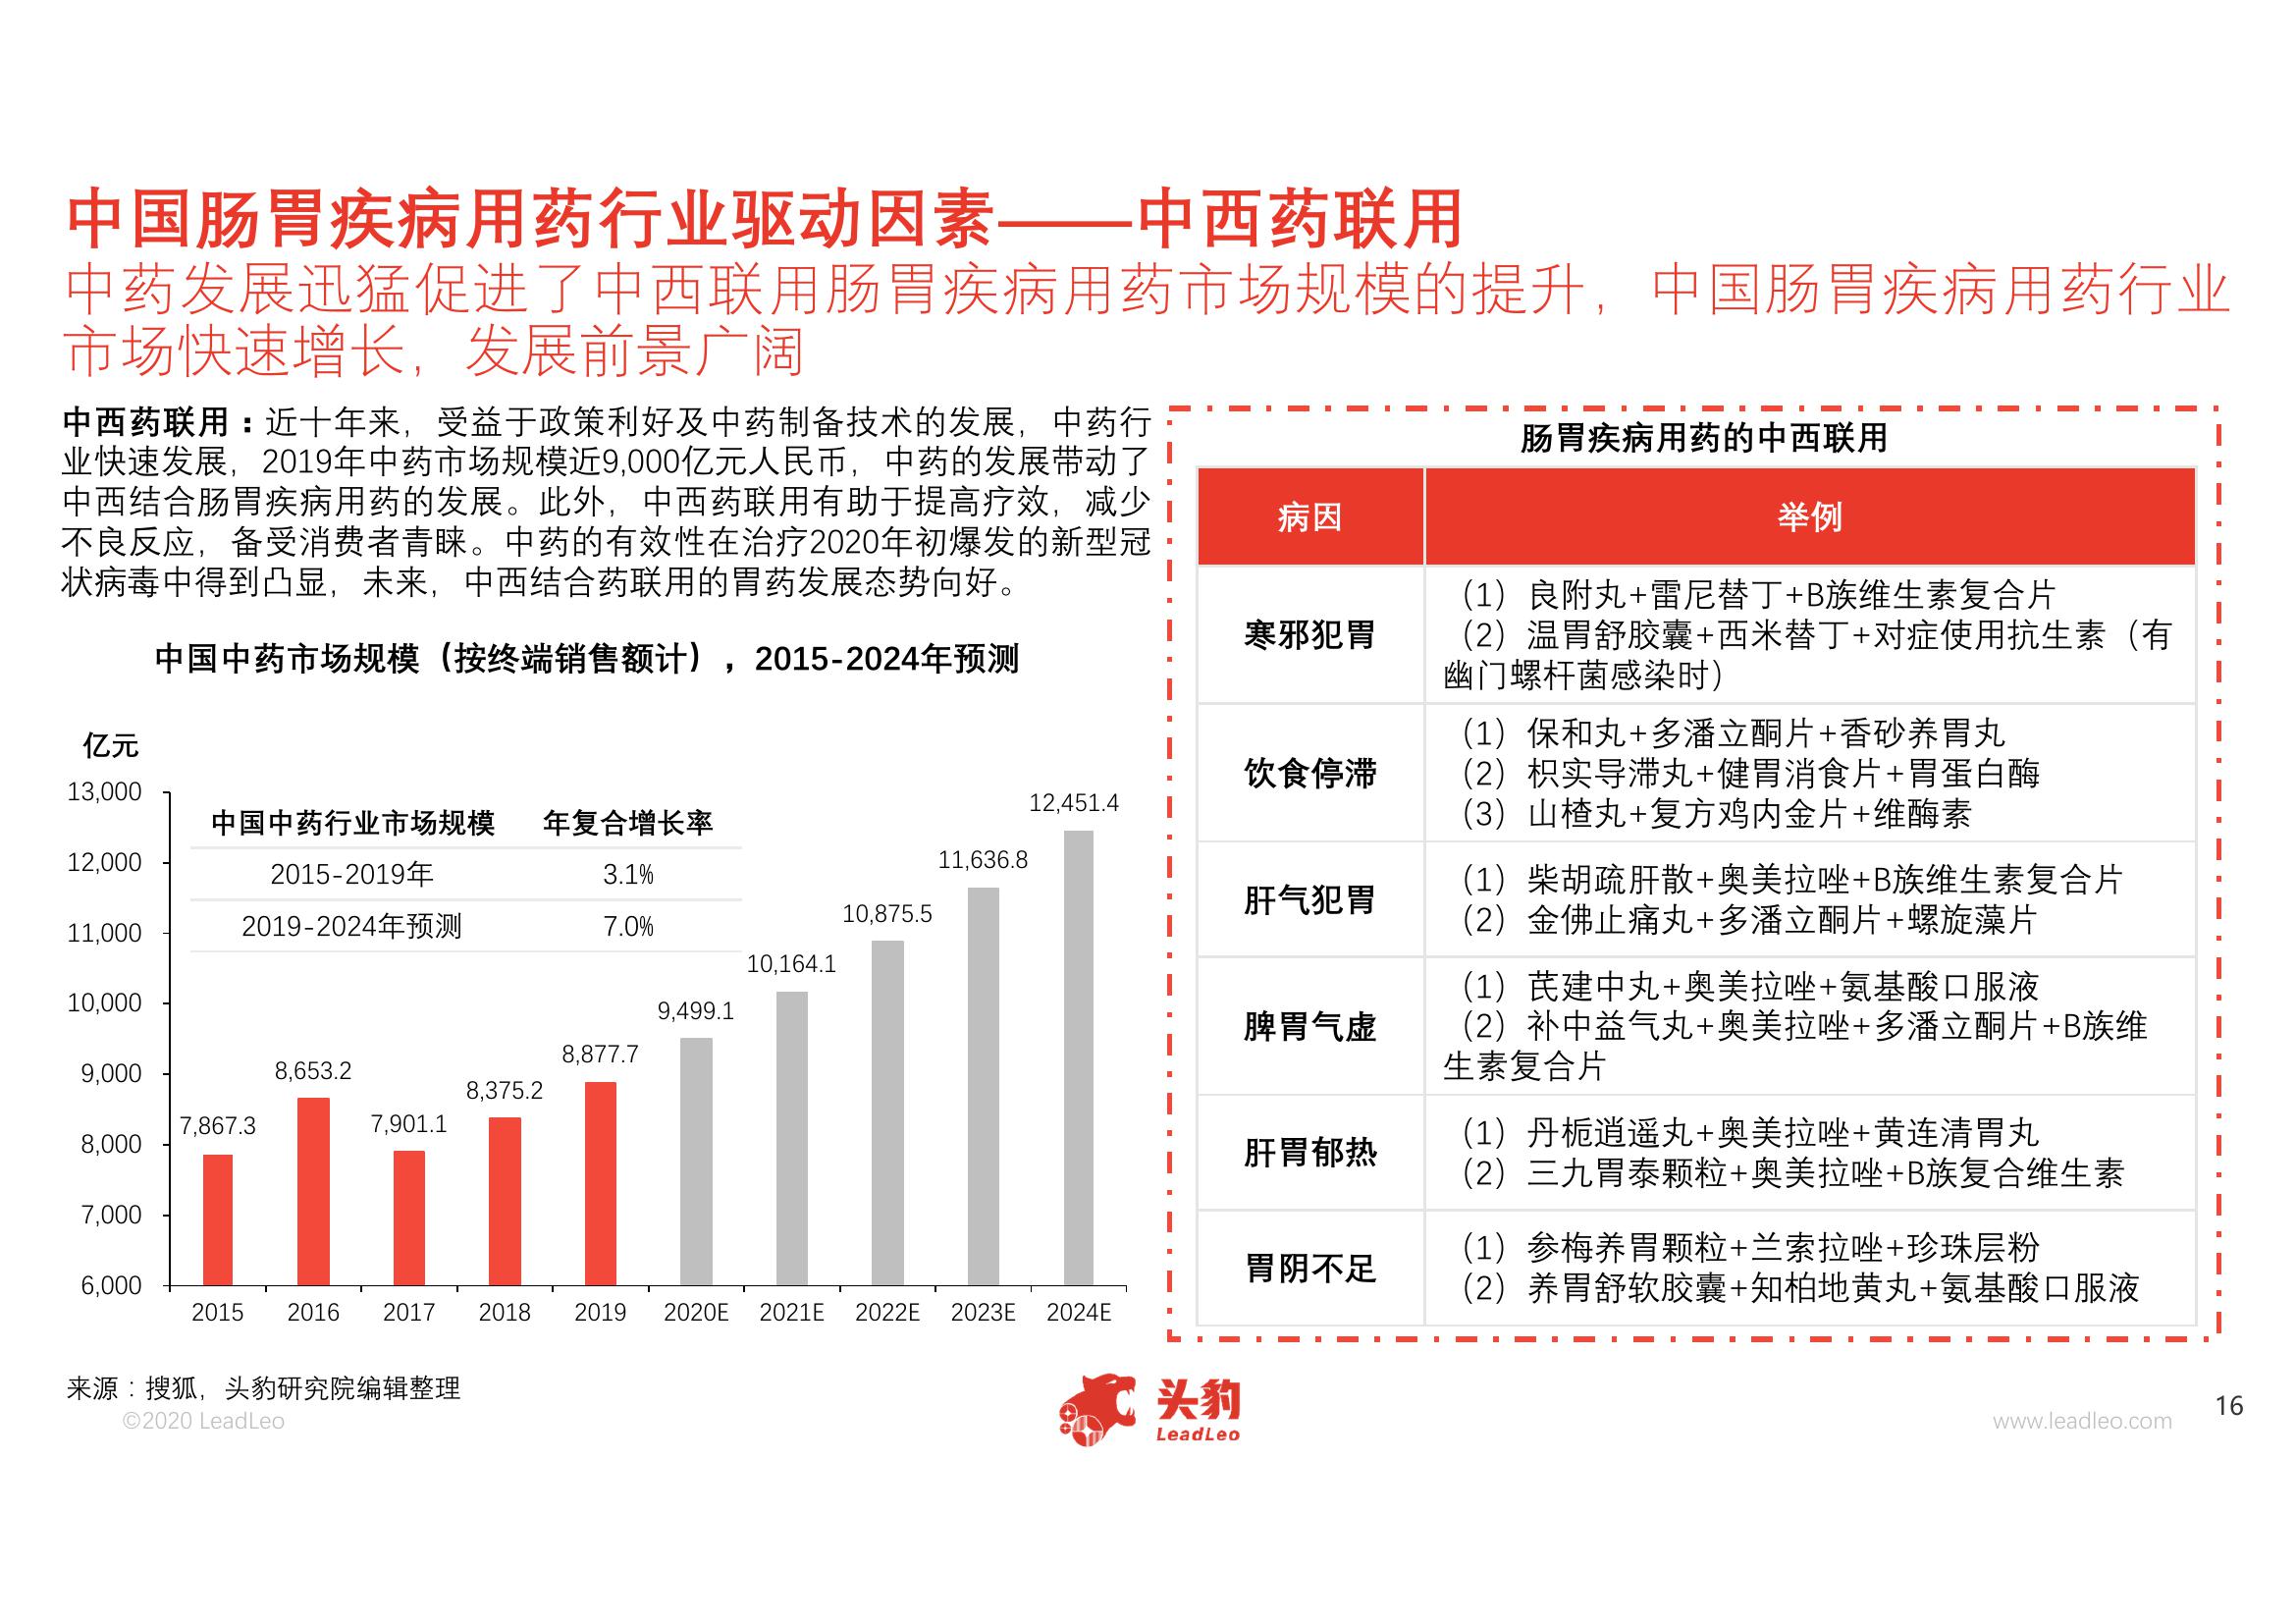 中国肠胃疾病用药行业驱动因素——中西药联用
中药发展迅猛促进了中西联用肠胃疾病用药市场规模的提升，中国肠胃疾病用药行业
市场快速增长，发展前景广阔
中西药联用：近十年来，受益于政策利好及中药制备技术的发展，中药行
业快速发展，2019年中药市场规模近9,000亿元人民币，中药的发展带动了
中西结合肠胃疾病用药的发展。此外，中西药联用有助于提高疗效，减少
不良反应，备受消费者青睐。中药的有效性在治疗2020年初爆发的新型冠
状病毒中得到凸显，未来，中西结合药联用的胃药发展态势向好。
中国中药市场规模（按终端销售额计），2015-2024年预测
亿元
13,000
12,000
11,000
10,000
9,000
8,000
7,000
6,000
中国中药行业市场规模 年复合增长率
2015-2019年 3.1%
2019-2024年预测 7.0%
7,867.3
8,653.2
7,901.1
8,375.2
8,877.7
9,499.1
10,164.1
10,875.5
11,636.8
12,451.4
2015 2016 2017 2018 2019 2020E 2021E 2022E 2023E 2024E
肠胃疾病用药的中西联用
病因 举例
寒邪犯胃
（1）良附丸+雷尼替丁+B族维生素复合片
（2）温胃舒胶囊+西米替丁+对症使用抗生素（有
幽门螺杆菌感染时）
饮食停滞
（1）保和丸+多潘立酮片+香砂养胃丸
（2）枳实导滞丸+健胃消食片+胃蛋白酶
（3）山楂丸+复方鸡内金片+维酶素
肝气犯胃
（1）柴胡疏肝散+奥美拉唑+B族维生素复合片
（2）金佛止痛丸+多潘立酮片+螺旋藻片
脾胃气虚
（1）芪建中丸+奥美拉唑+氨基酸口服液
（2）补中益气丸+奥美拉唑+多潘立酮片+B族维
生素复合片
肝胃郁热
（1）丹栀逍遥丸+奥美拉唑+黄连清胃丸
（2）三九胃泰颗粒+奥美拉唑+B族复合维生素
胃阴不足
（1）参梅养胃颗粒+兰索拉唑+珍珠层粉
（2）养胃舒软胶囊+知柏地黄丸+氨基酸口服液
来源：搜狐，头豹研究院编辑整理
©2020 LeadLeo
头豹
LeadLeo
www.leadleo.com
16